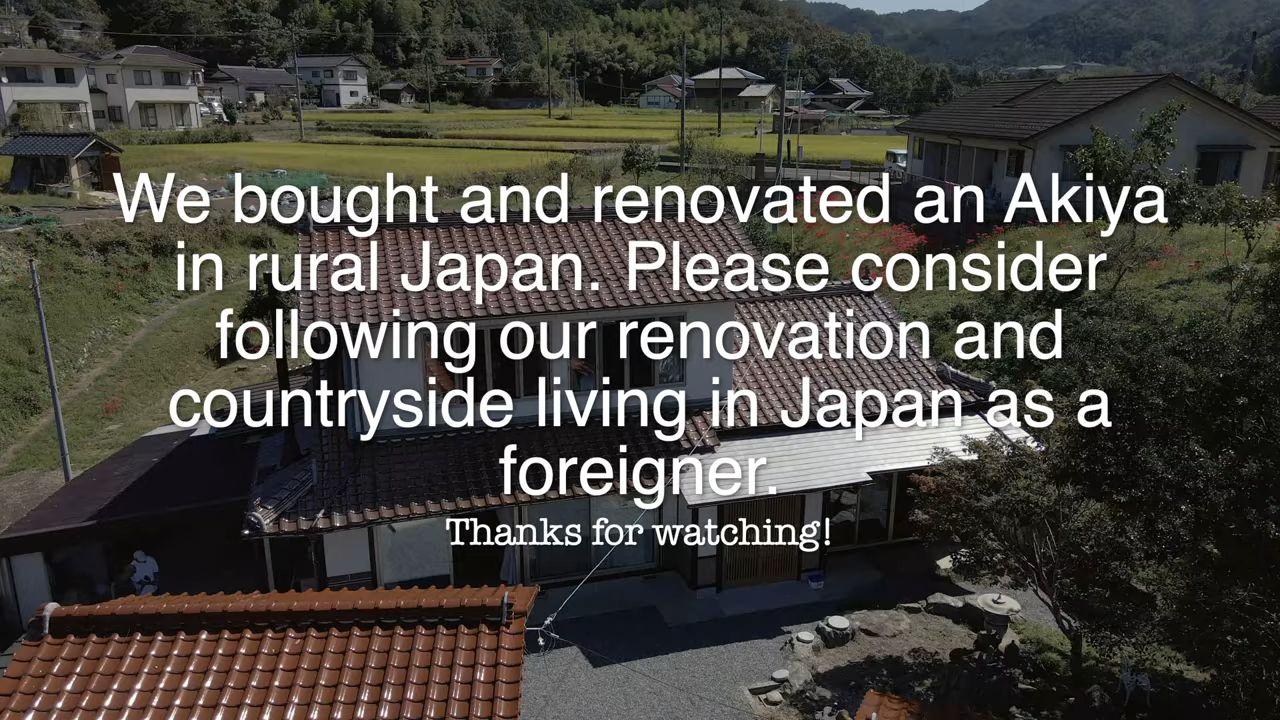 We bought and renovated an Akiya
in rural Japan. Please consider
following our renovation and
countryside living in Japan as a
foreigner.
Thanks for watching!